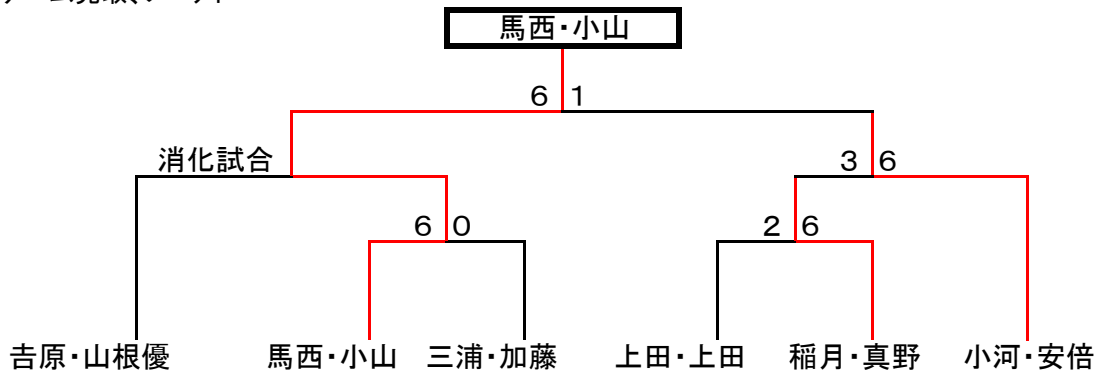 馬西・小山
6 1
消化試合
3 6
6 0
2 6
吉原・山根優 馬西・小山 三浦・加藤 上田・上田 稲月・真野 小河・安倍